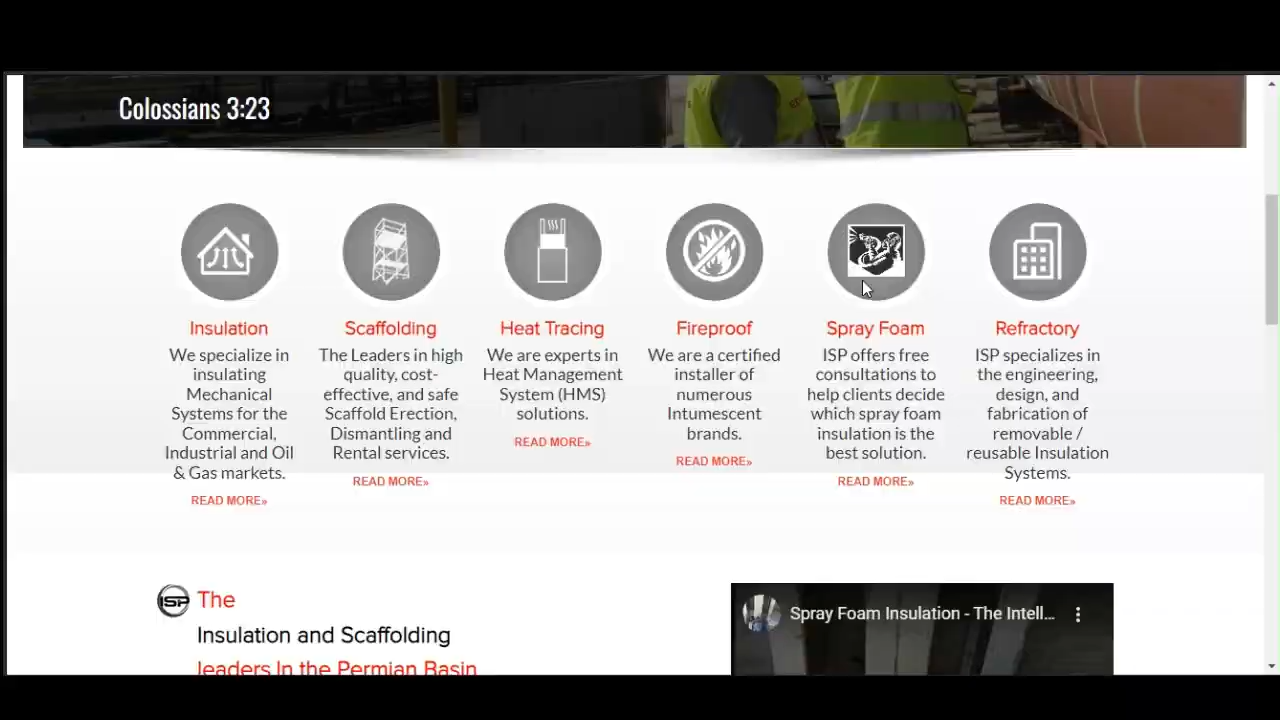 Colossians 3:23
Insulation
We specialize in
insulating
Mechanical
Systems for the
Commercial,
Industrial and Oil
& Gas markets.
READ MORE»
Scaffolding
The Leaders in high
quality, cost-
effective, and safe
Scaffold Erection,
Dismantling and
Rental services.
READ MORE»
Heat Tracing
We are experts in
Heat Management
System (HMS)
solutions.
READ MORE»
Fireproof
We are a certified
installer of
numerous
Intumescent
brands.
READ MORE»
Spray Foam
ISP offers free
consultations to
help clients decide
which spray foam
insulation is the
best solution.
READ MORE»
Refractory
ISP specializes in
the engineering,
design, and
fabrication of
removable /
reusable Insulation
Systems.
READ MORE»
ISP The
Insulation and Scaffolding
leaders In the Permian Basin
Spray Foam Insulation - The Intell...